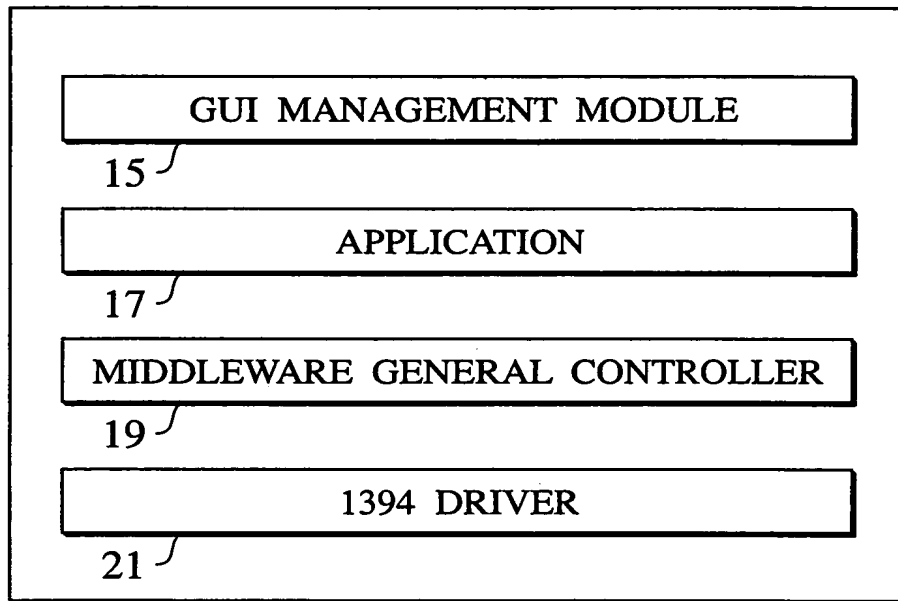 GUI MANAGEMENT MODULE
15
APPLICATION
17
MIDDLEWARE GENERAL CONTROLLER
19
1394 DRIVER
21